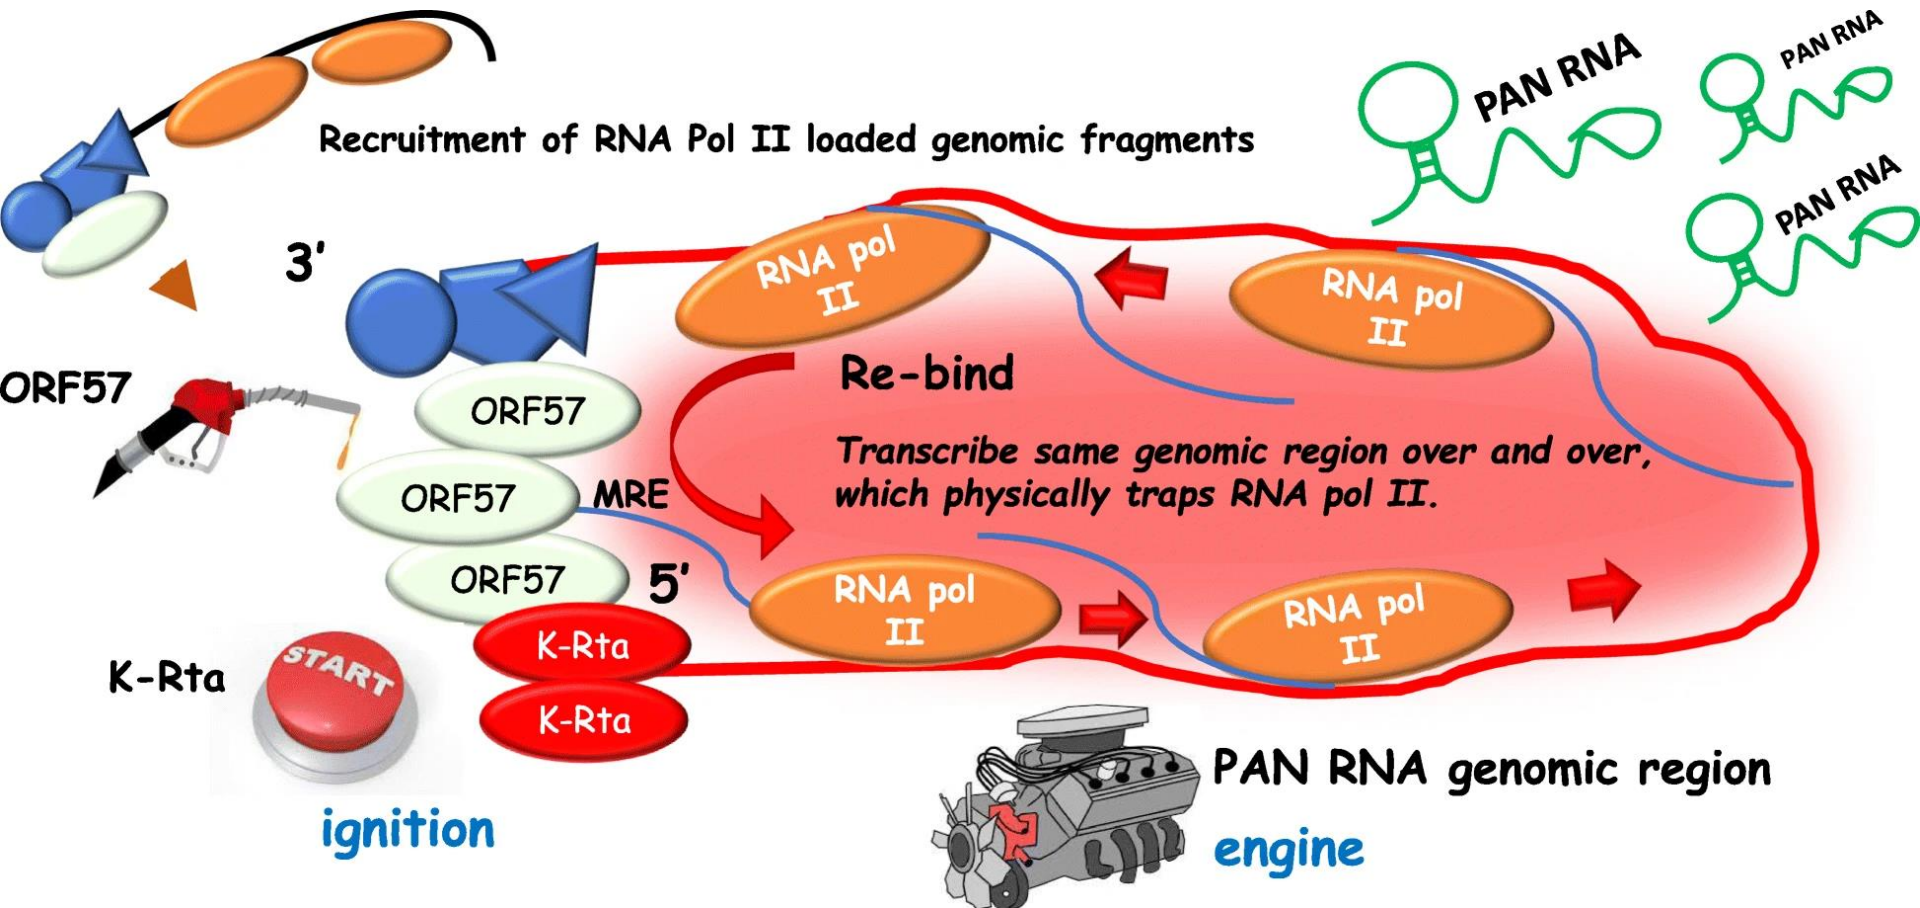 Recruitment of RNA Pol II loaded genomic fragments
PAN RNA
PAN RNA
PAN RNA
3'
RNA pol
II
RNA pol
II
ORF57
ORF57
Re-bind
Transcribe same genomic region over and over,
which physically traps RNA pol II.
ORF57
MRE
ORF57
5'
RNA pol
II
RNA pol
II
K-Rta
START
K-Rta
K-Rta
ignition
PAN RNA genomic region
engine